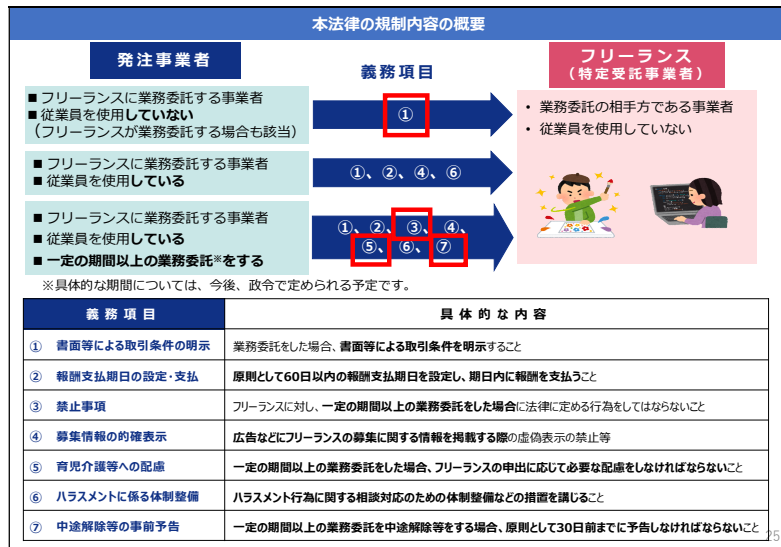 本法律の規制内容の概要
発注事業者
義務項目
フリーランス
（特定受託事業者）
■ フリーランスに業務委託する事業者
■ 従業員を使用していない
（フリーランスが業務委託する場合も該当）
①
・ 業務委託の相手方である事業者
・ 従業員を使用していない
■ フリーランスに業務委託する事業者
■ 従業員を使用している
①、②、④、⑥
■ フリーランスに業務委託する事業者
■ 従業員を使用している
■ 一定の期間以上の業務委託※をする
①、②、③、④、
⑤、⑥、⑦
※具体的な期間については、今後、政令で定められる予定です。
義務項目 具体的な内容
① 書面等による取引条件の明示 業務委託をした場合、書面等による取引条件を明示すること
② 報酬支払期日の設定・支払 原則として60日以内の報酬支払期日を設定し、期日内に報酬を支払うこと
③ 禁止事項 フリーランスに対し、一定の期間以上の業務委託をした場合に法律に定める行為をしてはならないこと
④ 募集情報の的確表示 広告などにフリーランスの募集に関する情報を掲載する際の虚偽表示の禁止等
⑤ 育児介護等への配慮 一定の期間以上の業務委託をした場合、フリーランスの申出に応じて必要な配慮をしなければならないこと
⑥ ハラスメントに係る体制整備 ハラスメント行為に関する相談対応のための体制整備などの措置を講じること
⑦ 中途解除等の事前予告 一定の期間以上の業務委託を中途解除等をする場合、原則として30日前までに予告しなければならないこと
25